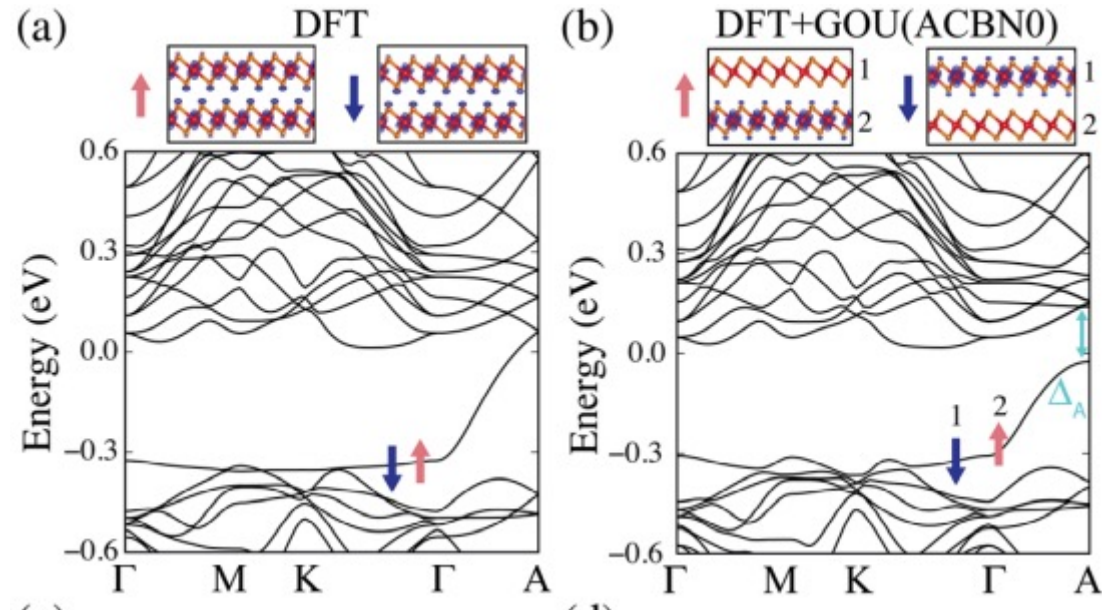 (a) DFT
(b) DFT+GOU(ACBN0)
1
2
1
2
0.6
0.3
0.0
−0.3
−0.6
Energy (eV)
Γ M K Γ A
0.6
0.3
0.0
−0.3
−0.6
Energy (eV)
Δ_A
1 2
Γ M K Γ A